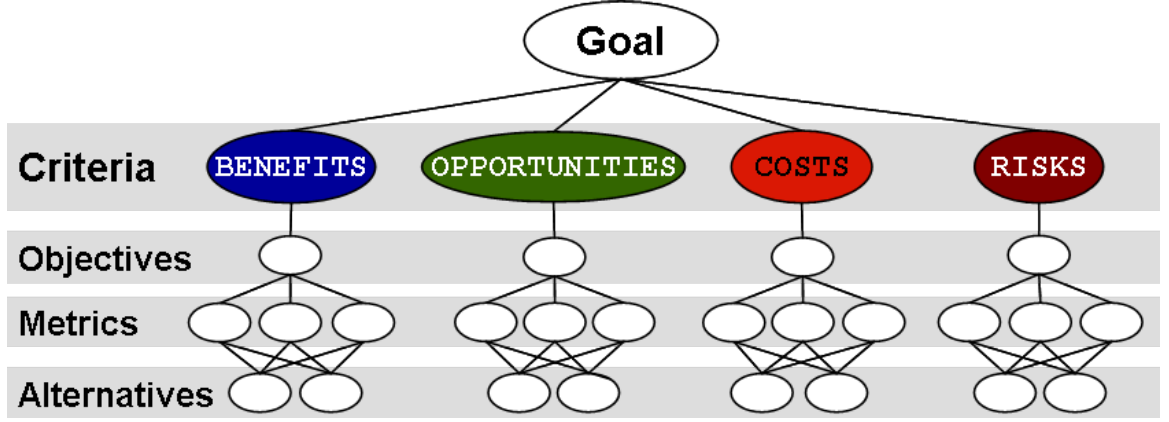 Goal
Criteria
BENEFITS
OPPORTUNITIES
COSTS
RISKS
Objectives
Metrics
Alternatives